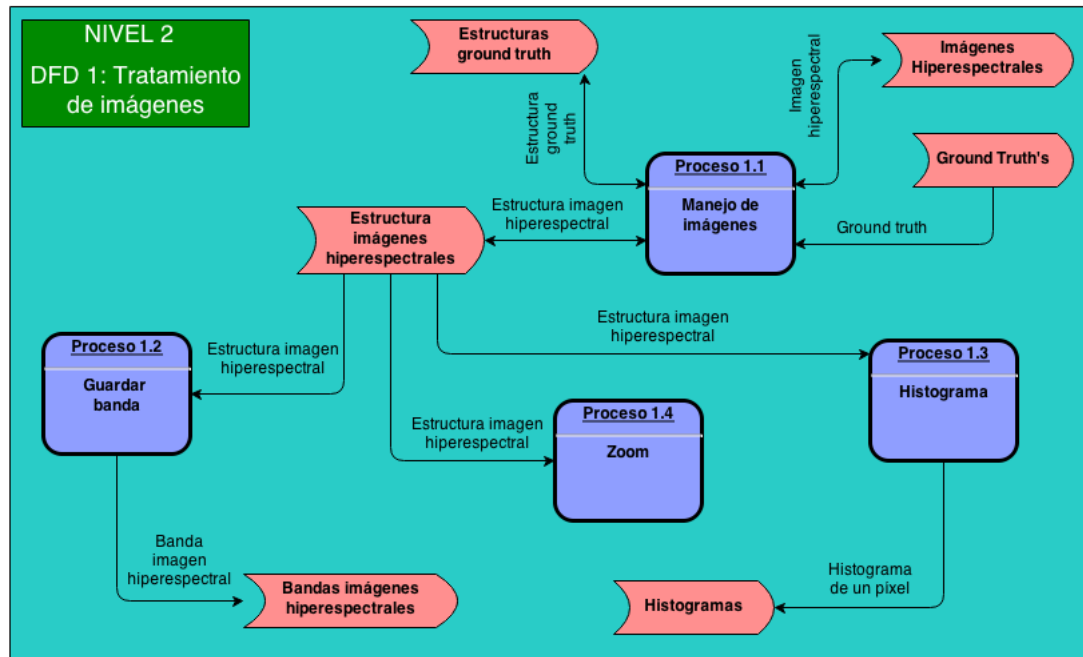 NIVEL 2
DFD 1: Tratamiento
de imágenes
Estructuras
ground truth
Imágenes
Hiperespectrales
Estructura
ground
truth
Imagen
hiperespectral
Ground Truth's
Proceso 1.1
Manejo de
imágenes
Ground truth
Estructura imagen
hiperespectral
Estructura
imágenes
hiperespectrales
Estructura imagen
hiperespectral
Proceso 1.2
Guardar
banda
Estructura imagen
hiperespectral
Proceso 1.3
Histograma
Estructura imagen
hiperespectral
Proceso 1.4
Zoom
Banda
imagen
hiperespectral
Bandas imágenes
hiperespectrales
Histograma
de un pixel
Histogramas